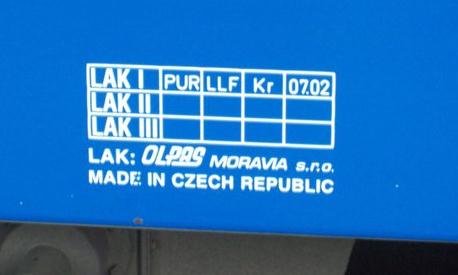 LAK I PUR LLF Kr 07.02
LAK II
LAK III
LAK: OLPAS MORAVIA s.r.o.
MADE IN CZECH REPUBLIC